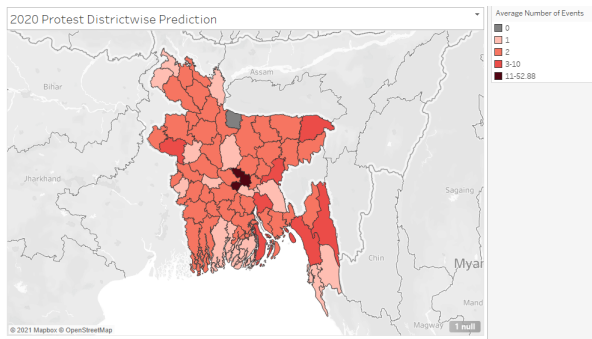 2020 Protest Districtwise Prediction
Average Number of Events
0
1
2
3-10
11-52.88
Assam
Bihar
Jharkhand
Sagaing
Chin
Myar
Mand
Magway
© 2021 Mapbox © OpenStreetMap
1 null